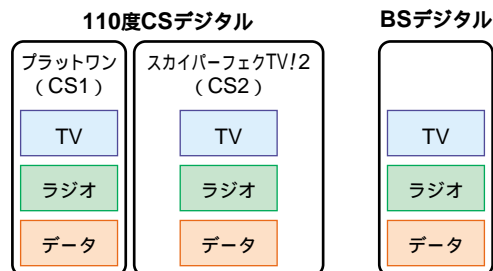 110度CSデジタル
BSデジタル
プラットワン
（CS1）
スカイパーフェクTV!2
（CS2）
TV
TV
TV
ラジオ
ラジオ
ラジオ
データ
データ
データ